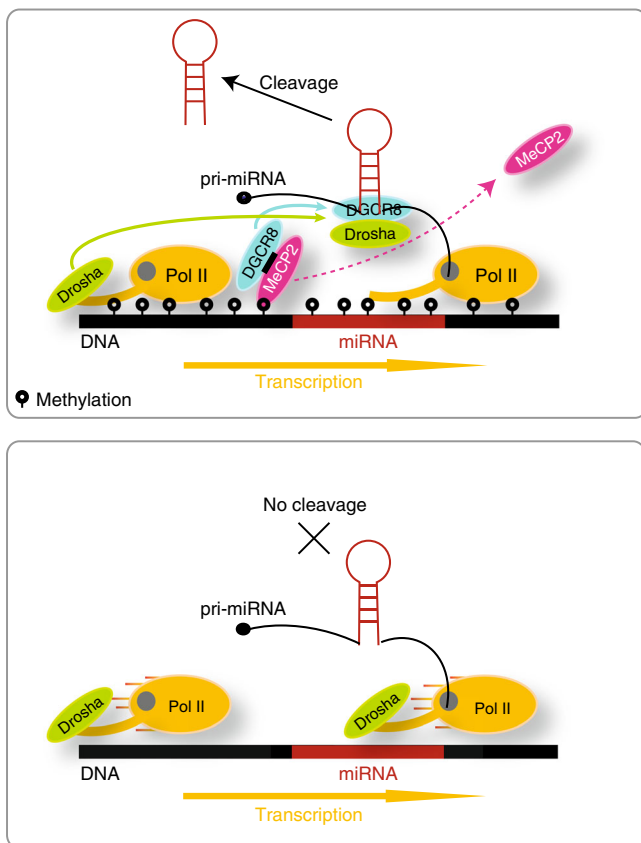 Cleavage
MeCP2
pri-miRNA
DGCR8
Drosha
DGCR8
MeCP2
Drosha
Pol II
Pol II
DNA
miRNA
Transcription
Methylation
No cleavage
pri-miRNA
Drosha
Pol II
Drosha
Pol II
DNA
miRNA
Transcription